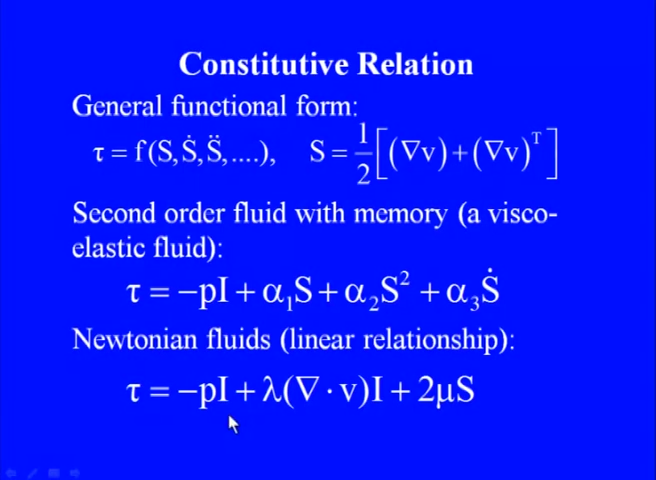 Constitutive Relation
General functional form:
τ = f(S,Ṡ,S̈,....), S = 1/2[(∇v)+(∇v)ᵀ]
Second order fluid with memory (a visco-
elastic fluid):
τ = −pI + α₁S + α₂S² + α₃Ṡ
Newtonian fluids (linear relationship):
τ = −pI + λ(∇·v)I + 2μS